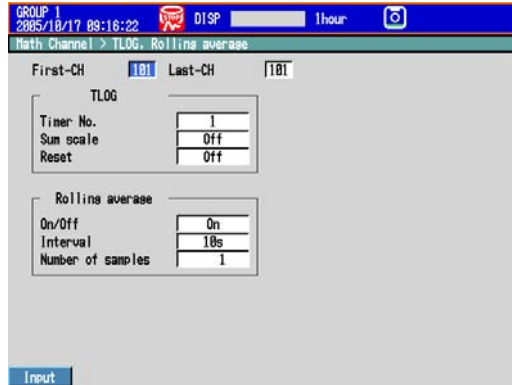 GROUP 1
2005/10/17 09:16:22
STOP
DISP
1hour
Math Channel > TLOG, Rolling average
First-CH 101 Last-CH 101
TLOG
Timer No. 1
Sum scale Off
Reset Off
Rolling average
On/Off On
Interval 10s
Number of samples 1
Input